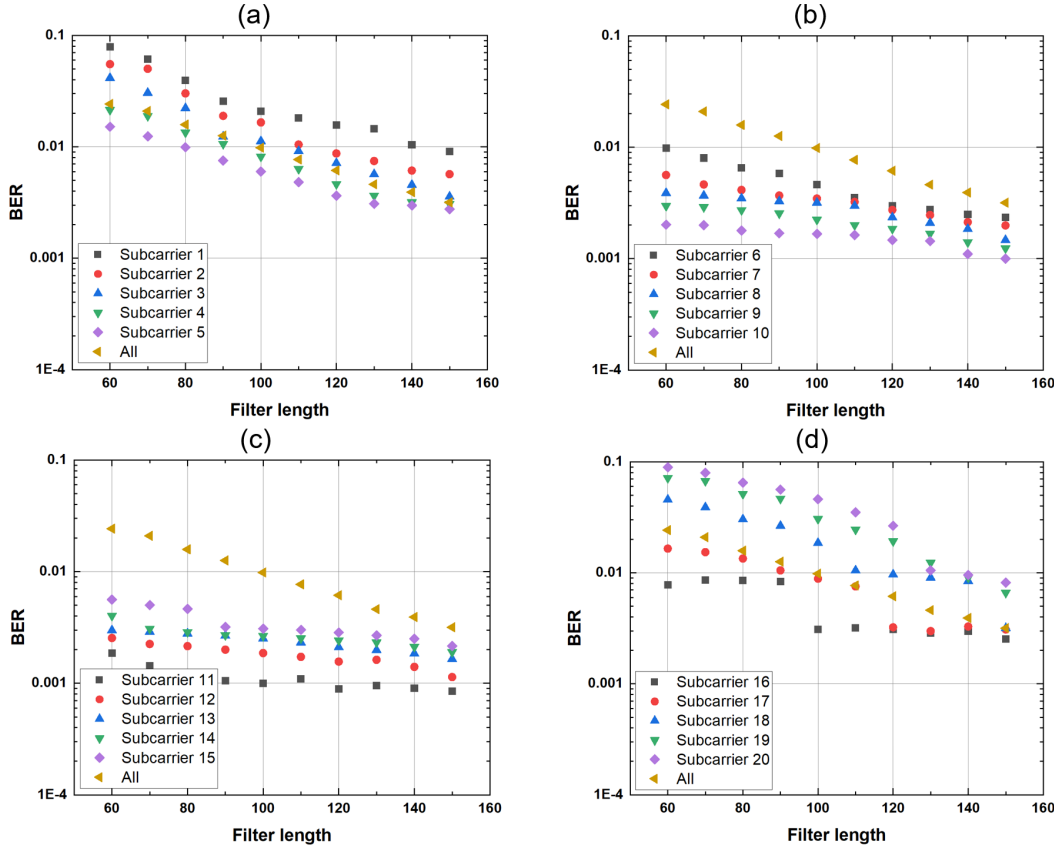 (a)
0.1
0.01
0.001
1E-4
BER
Subcarrier 1
Subcarrier 2
Subcarrier 3
Subcarrier 4
Subcarrier 5
All
60 80 100 120 140 160
Filter length
(b)
0.1
0.01
0.001
1E-4
BER
Subcarrier 6
Subcarrier 7
Subcarrier 8
Subcarrier 9
Subcarrier 10
All
60 80 100 120 140 160
Filter length
(c)
0.1
0.01
0.001
1E-4
BER
Subcarrier 11
Subcarrier 12
Subcarrier 13
Subcarrier 14
Subcarrier 15
All
60 80 100 120 140 160
Filter length
(d)
0.1
0.01
0.001
1E-4
BER
Subcarrier 16
Subcarrier 17
Subcarrier 18
Subcarrier 19
Subcarrier 20
All
60 80 100 120 140 160
Filter length